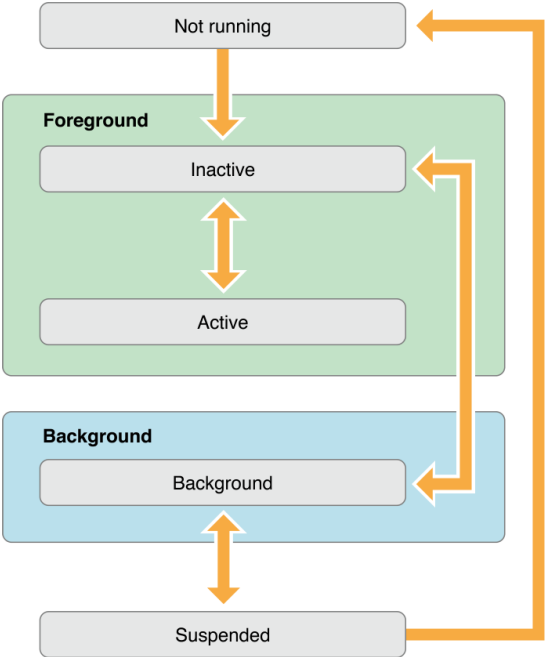 Not running
Foreground
Inactive
Active
Background
Background
Suspended